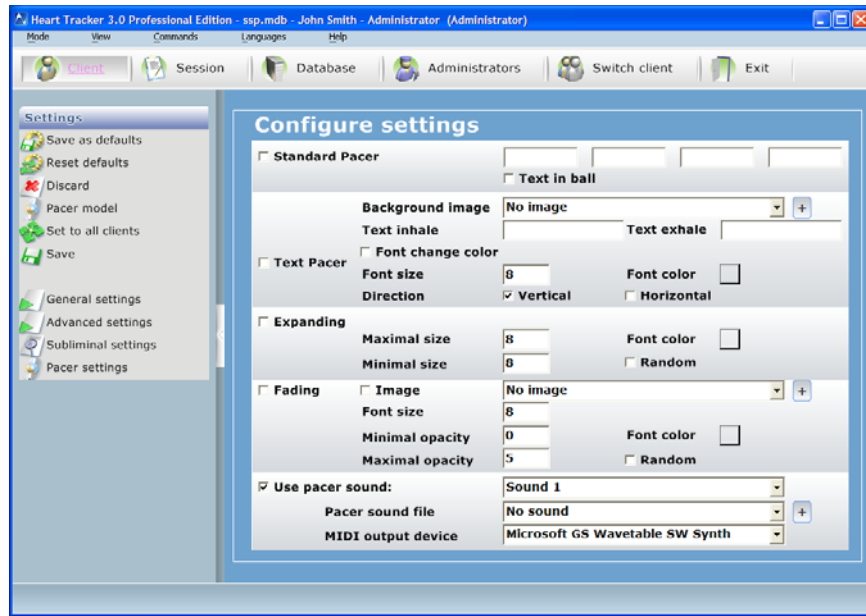 Heart Tracker 3.0 Professional Edition - ssp.mdb - John Smith - Administrator (Administrator)
Mode View Commands Languages Help
Client Session Database Administrators Switch client Exit
Settings
Save as defaults
Reset defaults
Discard
Pacer model
Set to all clients
Save
General settings
Advanced settings
Subliminal settings
Pacer settings
Configure settings
Standard Pacer
Text in ball
Background image No image +
Text inhale Text exhale
Font change color
Text Pacer
Font size 8 Font color
Direction Vertical Horizontal
Expanding
Maximal size 8 Font color
Minimal size 8 Random
Fading Image No image +
Font size 8
Minimal opacity 0 Font color
Maximal opacity 5 Random
Use pacer sound: Sound 1
Pacer sound file No sound +
MIDI output device Microsoft GS Wavetable SW Synth